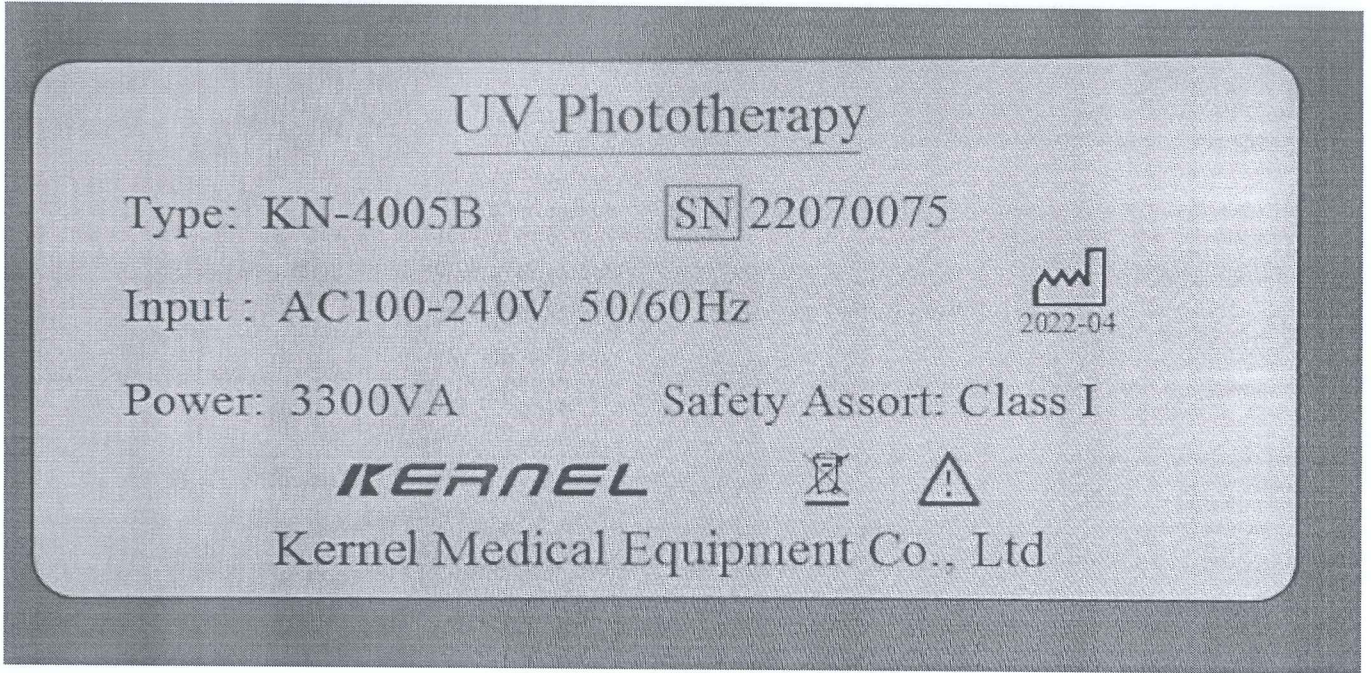 UV Phototherapy
Type: KN-4005B SN 22070075
Input : AC100-240V 50/60Hz
2022-04
Power: 3300VA Safety Assort: Class I
KERNEL
Kernel Medical Equipment Co., Ltd